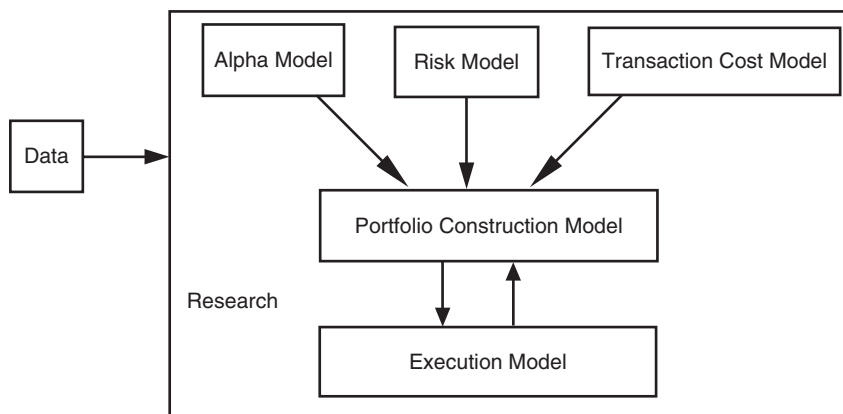 Alpha Model
Risk Model
Transaction Cost Model
Data
Portfolio Construction Model
Research
Execution Model